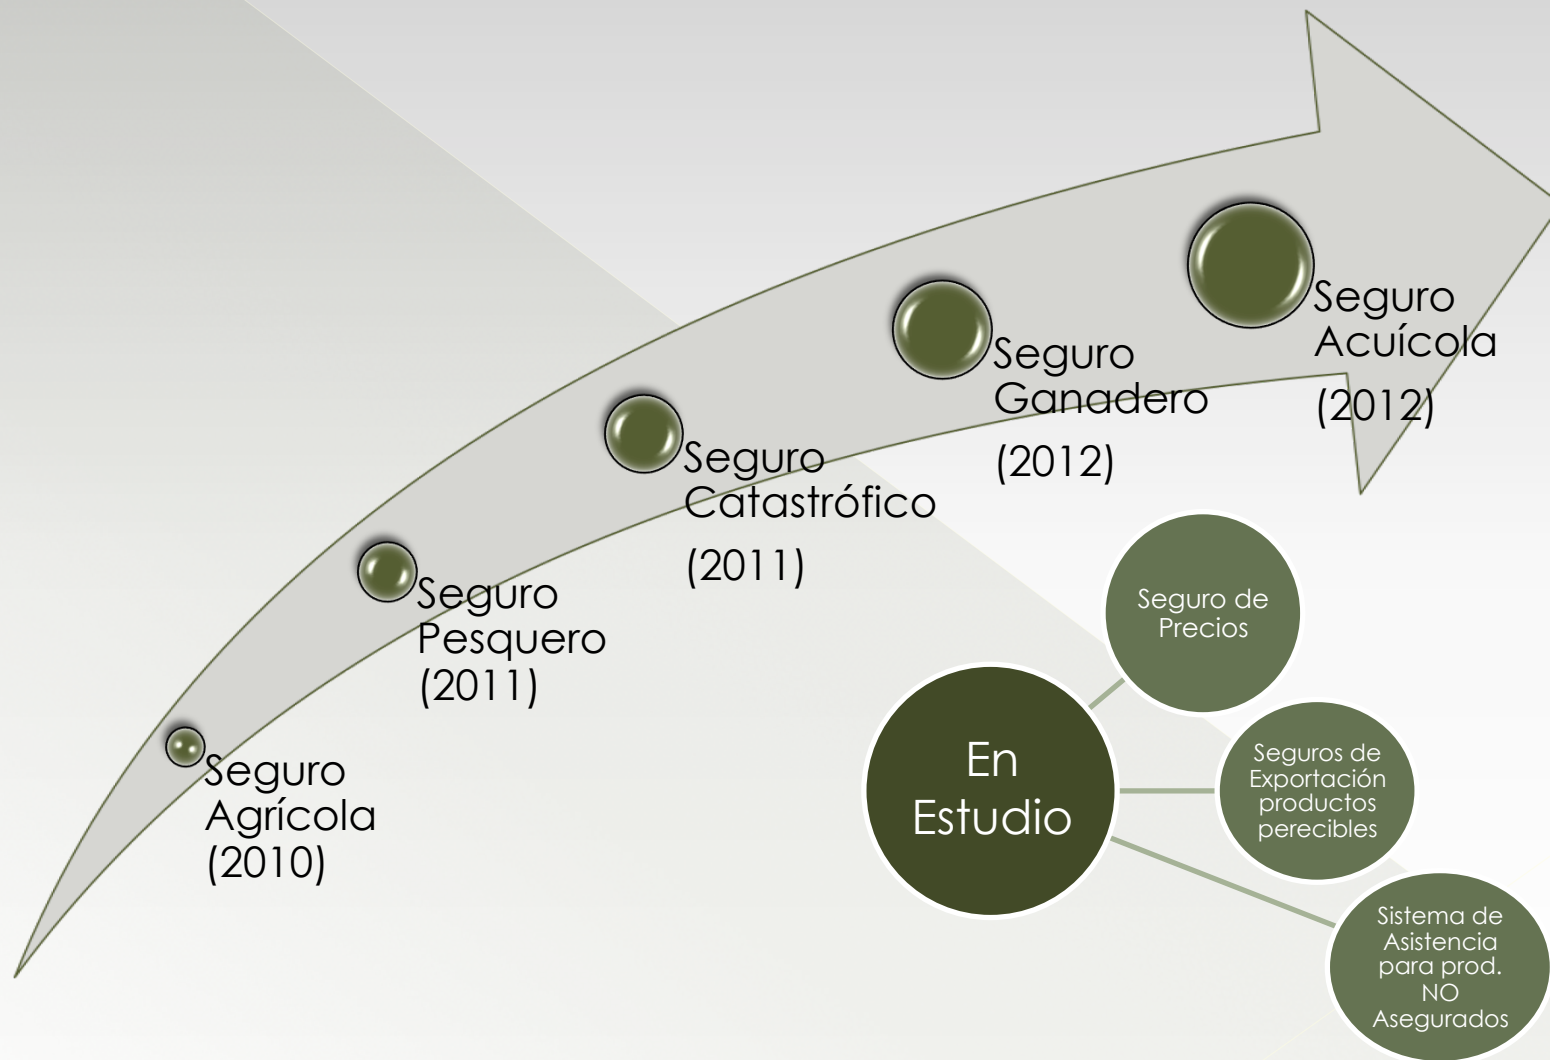 Seguro
Agrícola
(2010)
Seguro
Pesquero
(2011)
Seguro
Catastrófico
(2011)
Seguro
Ganadero
(2012)
Seguro
Acuícola
(2012)
En
Estudio
Seguro de
Precios
Seguros de
Exportación
productos
perecibles
Sistema de
Asistencia
para prod.
NO
Asegurados